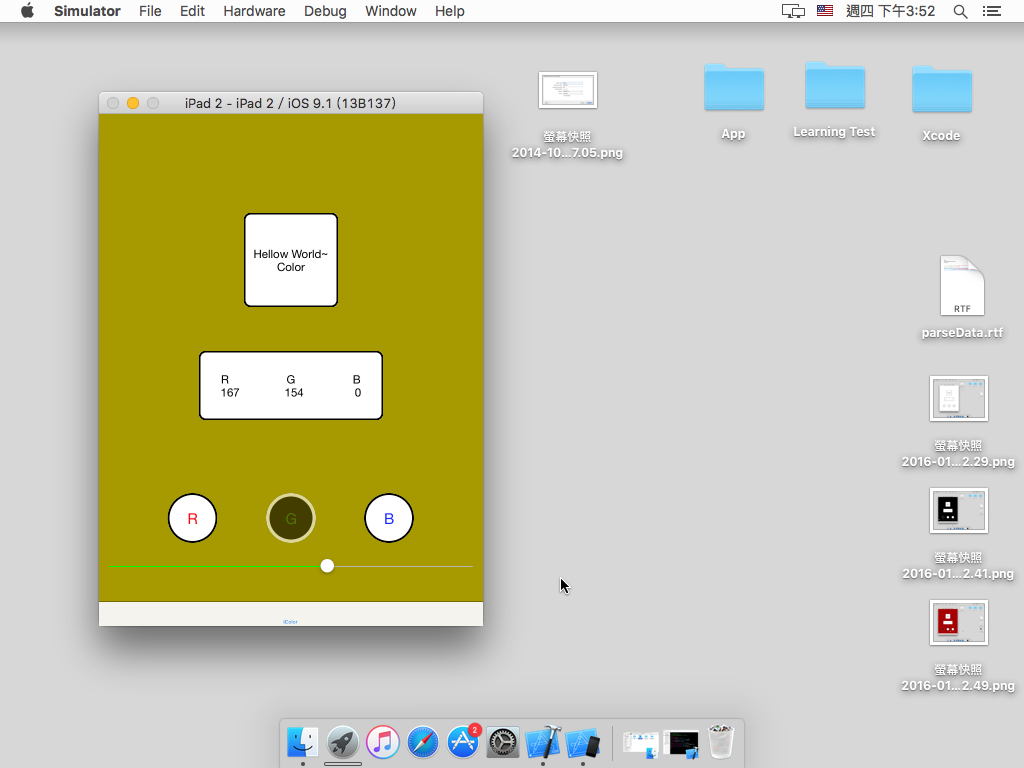 Simulator File Edit Hardware Debug Window Help
週四 下午3:52
iPad 2 - iPad 2 / iOS 9.1 (13B137)
Hellow World~
Color
R G B
167 154 0
R G B
iColor
螢幕快照
2014-10...7.05.png
App
Learning Test
Xcode
RTF
parseData.rtf
螢幕快照
2016-01...2.29.png
螢幕快照
2016-01...2.41.png
螢幕快照
2016-01...2.49.png
2